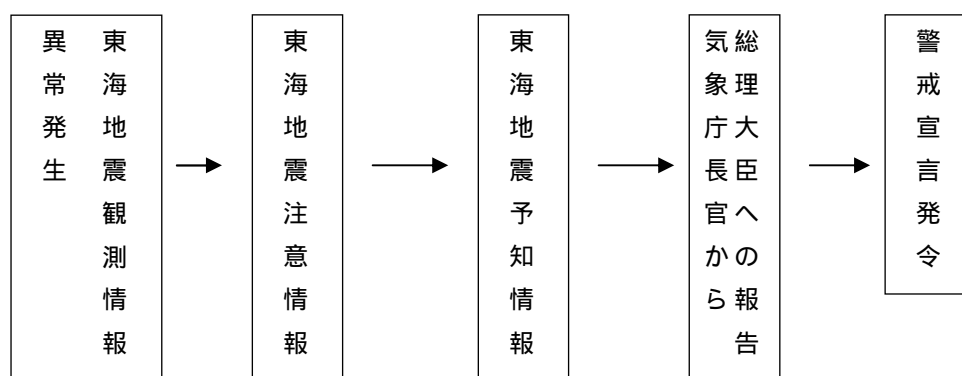 東海地震観測情報
異常発生
東海地震注意情報
東海地震予知情報
気象庁長官から
総理大臣への報告
警戒宣言発令